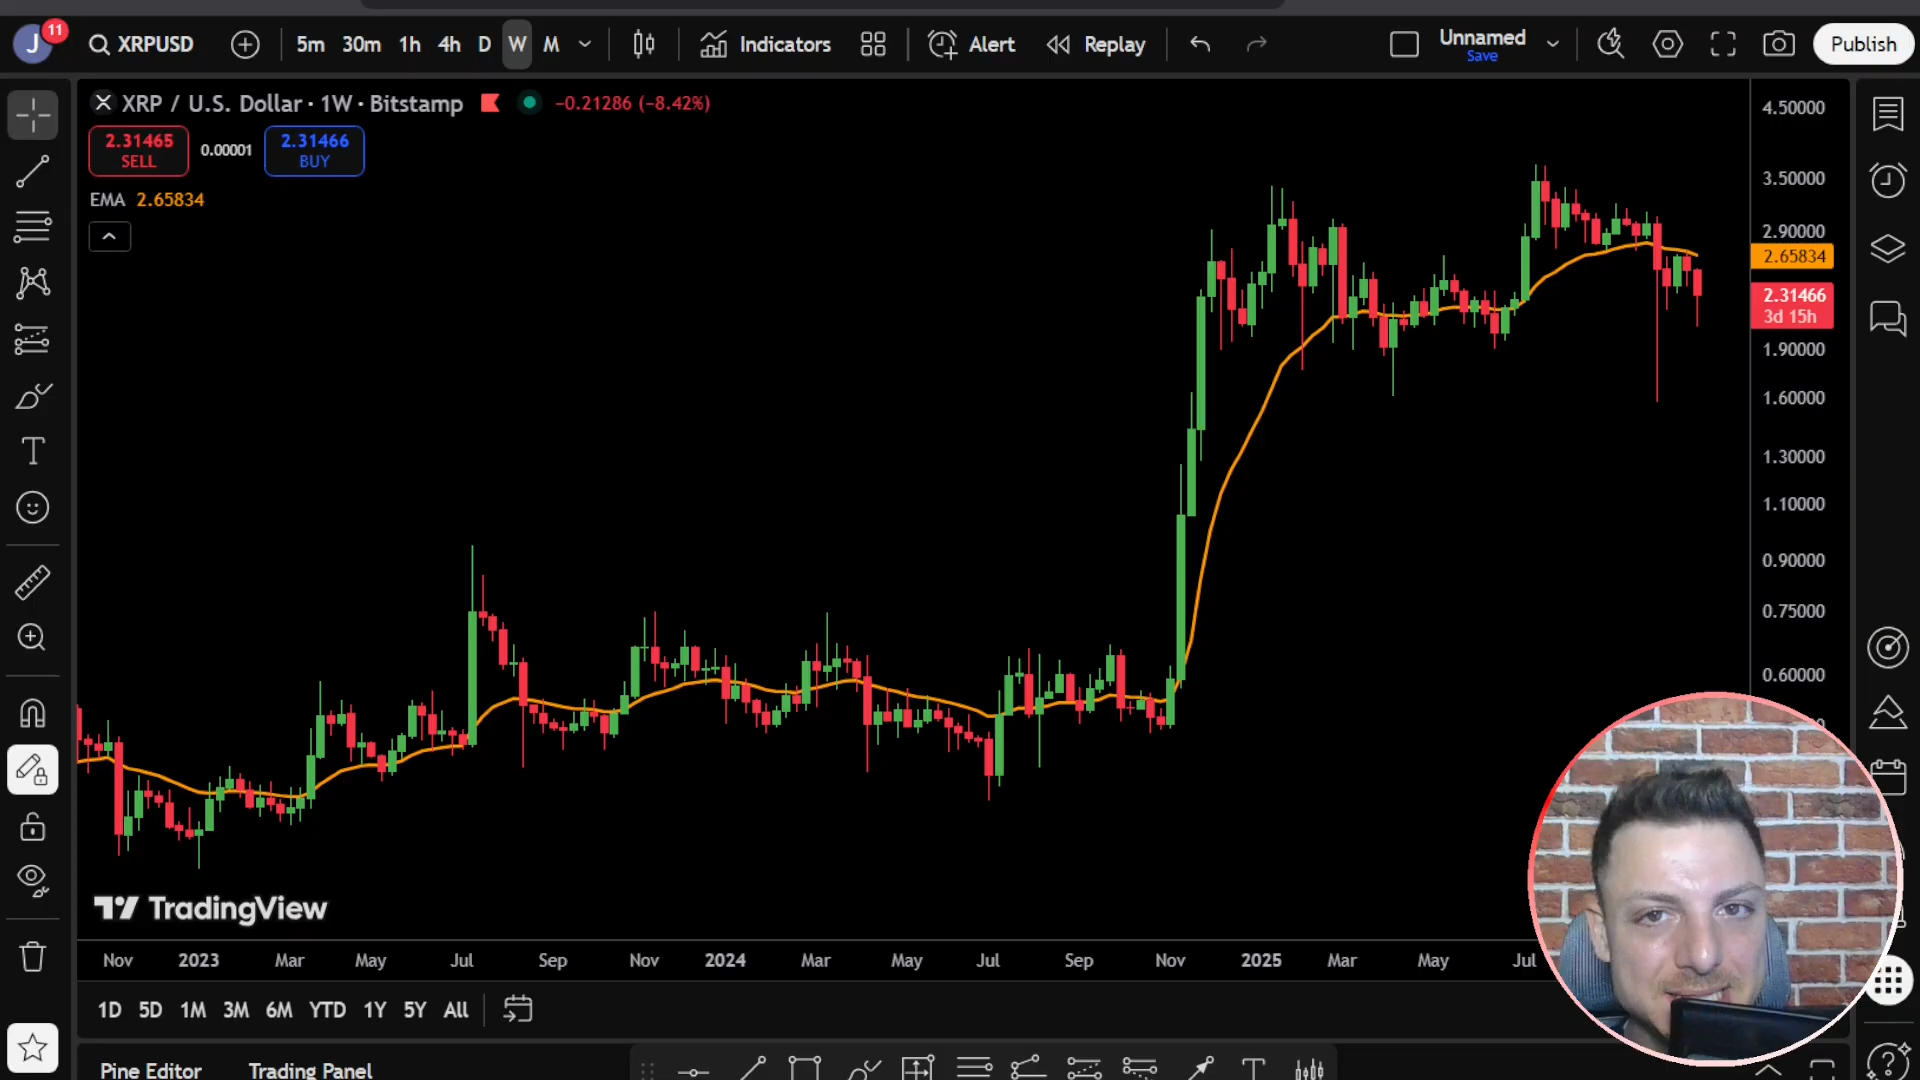 J 11 XRPUSD 5m 30m 1h 4h D W M Indicators Alert Replay Unnamed Save Publish
XRP / U.S. Dollar · 1W · Bitstamp −0.21286 (−8.42%)
2.31465 SELL 0.00001 2.31466 BUY
EMA 2.65834
4.50000
3.50000
2.90000
2.65834
2.31466
3d 15h
1.90000
1.60000
1.30000
1.10000
0.90000
0.75000
0.60000
TradingView
Nov 2023 Mar May Jul Sep Nov 2024 Mar May Jul Sep Nov 2025 Mar May Jul
1D 5D 1M 3M 6M YTD 1Y 5Y All
Pine Editor Trading Panel